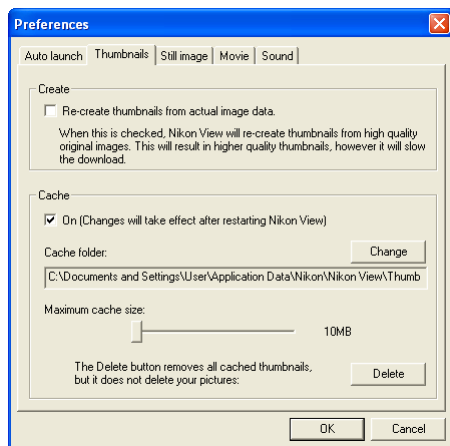 Preferences
Auto launch Thumbnails Still image Movie Sound
Create
Re-create thumbnails from actual image data.
When this is checked, Nikon View will re-create thumbnails from high quality
original images. This will result in higher quality thumbnails, however it will slow
the download.
Cache
On (Changes will take effect after restarting Nikon View)
Cache folder:
Change
C:\Documents and Settings\User\Application Data\Nikon\Nikon View\Thumb
Maximum cache size:
10MB
The Delete button removes all cached thumbnails,
but it does not delete your pictures:
Delete
OK Cancel